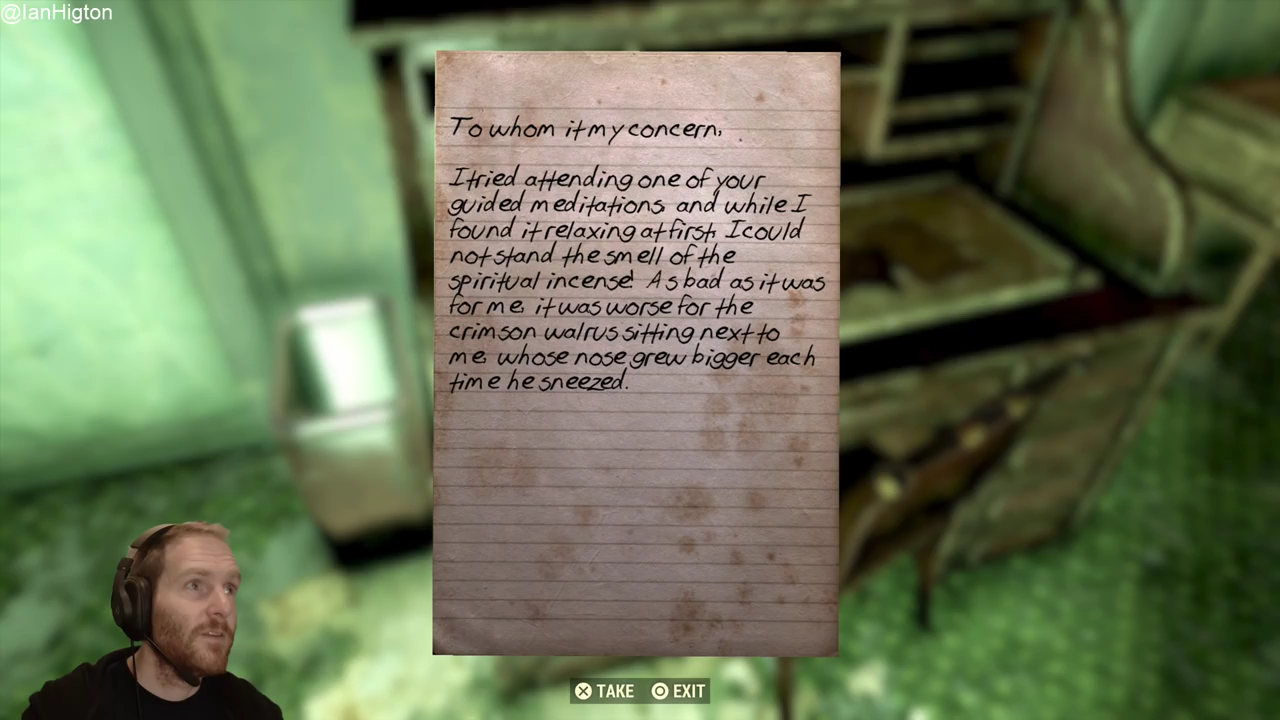 @IanHigton
To whom it my concern,
I tried attending one of your
guided meditations, and while I
found it relaxing at first, I could
not stand the smell of the
spiritual incense! As bad as it was
for me, it was worse for the
crimson walrus sitting next to
me, whose nose grew bigger each
time he sneezed.
TAKE EXIT